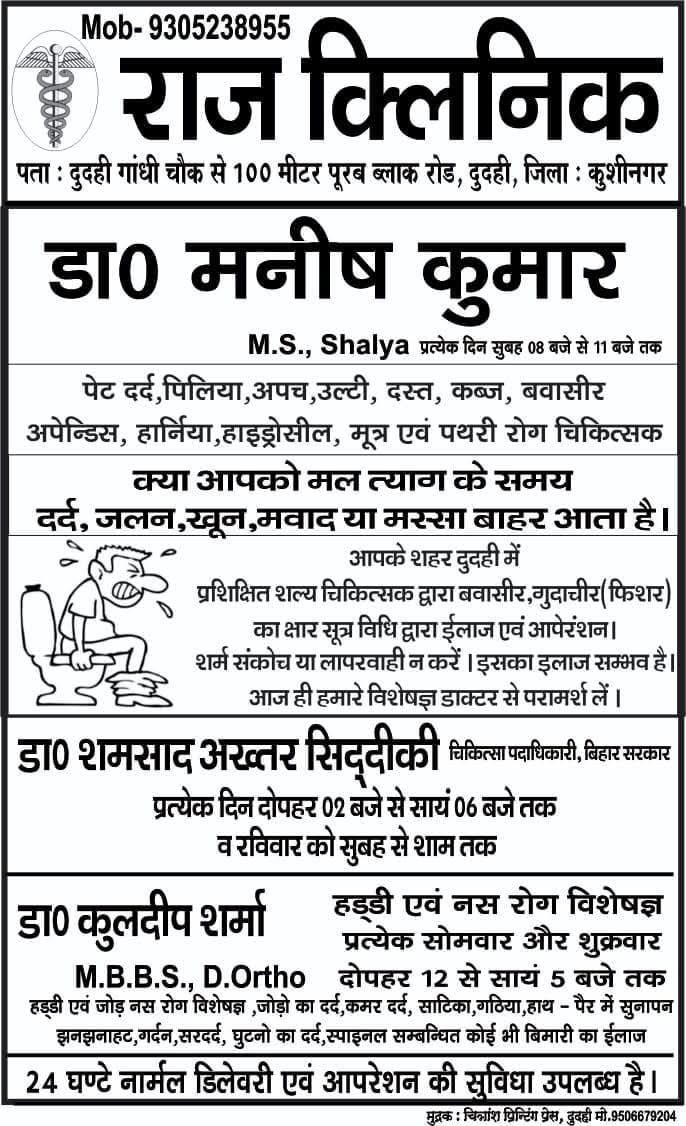 Mob- 9305238955
राज क्लिनिक
पता : दुदही गांधी चौक से 100 मीटर पूरब ब्लाक रोड, दुदही, जिला : कुशीनगर
डा0 मनीष कुमार
M.S., Shalya प्रत्येक दिन सुबह 08 बजे से 11 बजे तक
पेट दर्द,पिलिया,अपच,उल्टी, दस्त, कब्ज, बवासीर
अपेन्डिस, हार्निया,हाइड्रोसील, मूत्र एवं पथरी रोग चिकित्सक
क्या आपको मल त्याग के समय
दर्द, जलन,खून,मवाद या मस्सा बाहर आता है।
आपके शहर दुदही में
प्रशिक्षित शल्य चिकित्सक द्वारा बवासीर,गुदाचीर(फिशर)
का क्षार सूत्र विधि द्वारा ईलाज एवं आपेरंशन।
शर्म संकोच या लापरवाही न करें । इसका इलाज सम्भव है।
आज ही हमारे विशेषज्ञ डाक्टर से परामर्श लें ।
डा0 शमसाद अख्तर सिद्दीकी चिकित्सा पदाधिकारी, बिहार सरकार
प्रत्येक दिन दोपहर 02 बजे से सायं 06 बजे तक
व रविवार को सुबह से शाम तक
डा0 कुलदीप शर्मा
M.B.B.S., D.Ortho
हड्डी एवं नस रोग विशेषज्ञ
प्रत्येक सोमवार और शुक्रवार
दोपहर 12 से सायं 5 बजे तक
हड्डी एवं जोड़ नस रोग विशेषज्ञ ,जोड़ो का दर्द,कमर दर्द, साटिका,गठिया,हाथ - पैर में सुनापन
झनझनाहट,गर्दन,सरदर्द, घुटनो का दर्द,स्पाइनल सम्बन्धित कोई भी बिमारी का ईलाज
24 घण्टे नार्मल डिलेवरी एवं आपरेशन की सुविधा उपलब्ध है।
मुद्रक : चित्रांश प्रिन्टिंग प्रेस, दुदही मो.9506679204